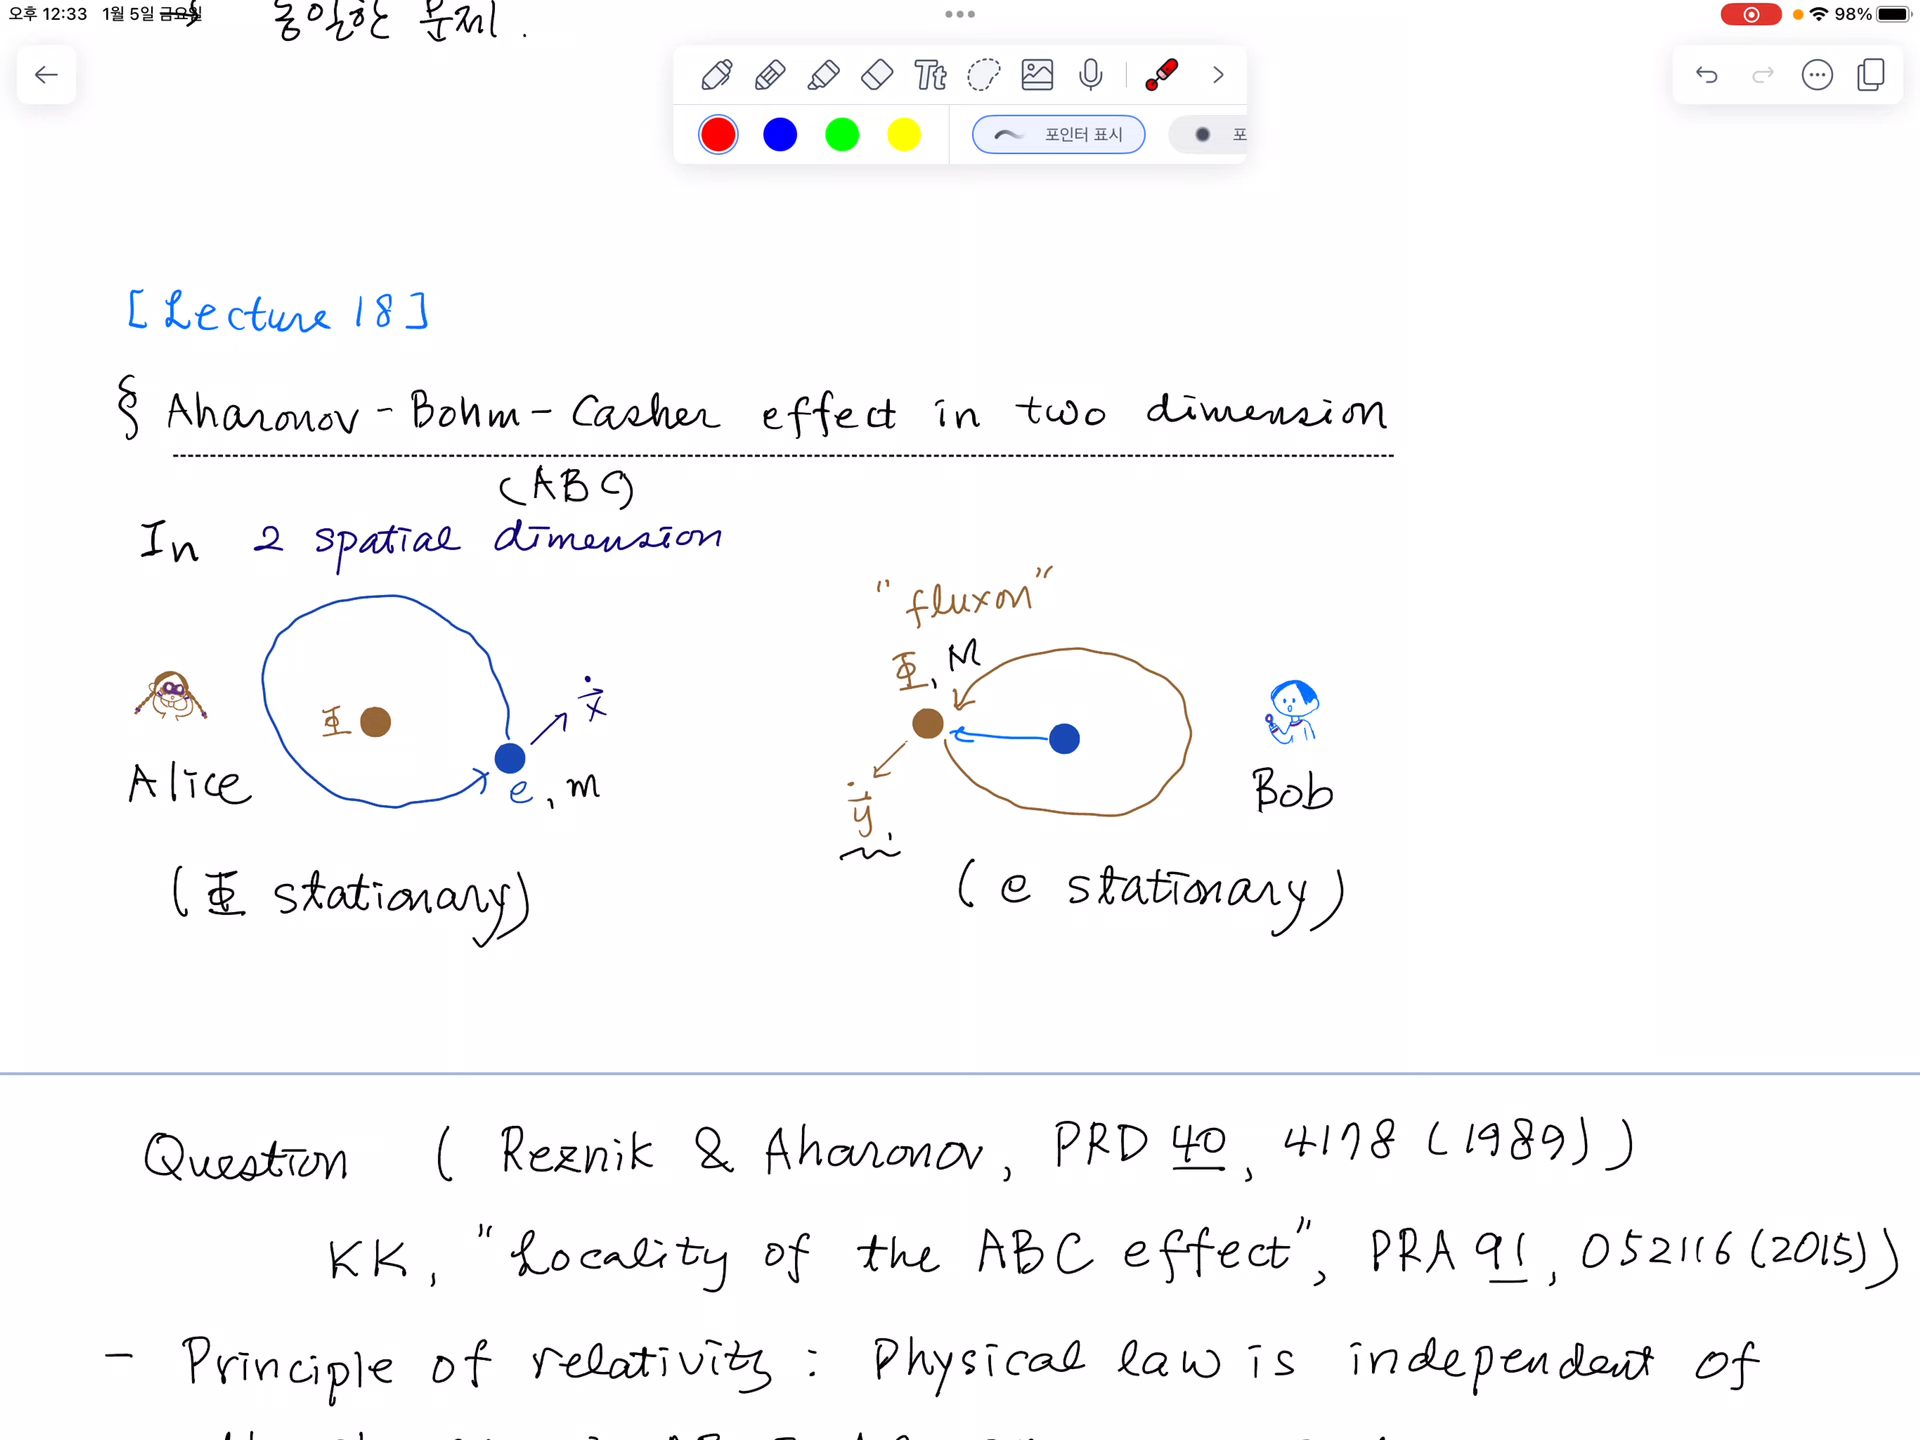 오후 12:33 1월 5일 금요일
98%
동일한 문제.
Tt
포인터 표시
포
[Lecture 18]
§ Aharonov-Bohm-Casher effect in two dimension
(ABC)
In 2 spatial dimension
"fluxon"
Φ, M
Φ
ẋ
Alice
e, m
ẏ,
Bob
(Φ stationary)
(e stationary)
Question (Reznik & Aharonov, PRD 40, 4178 (1989))
KK, "Locality of the ABC effect", PRA 91, 052116 (2015))
- Principle of relativity : Physical law is independent of